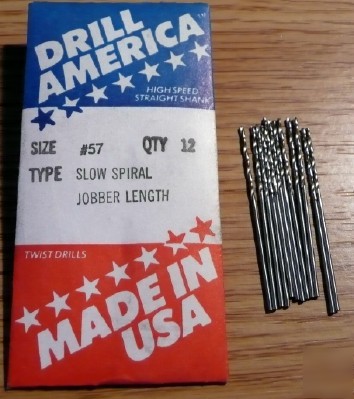 DRILL
AMERICA™
HIGH SPEED
STRAIGHT SHANK
SIZE #57 QTY 12
TYPE SLOW SPIRAL
JOBBER LENGTH
TWIST DRILLS
MADE IN
USA